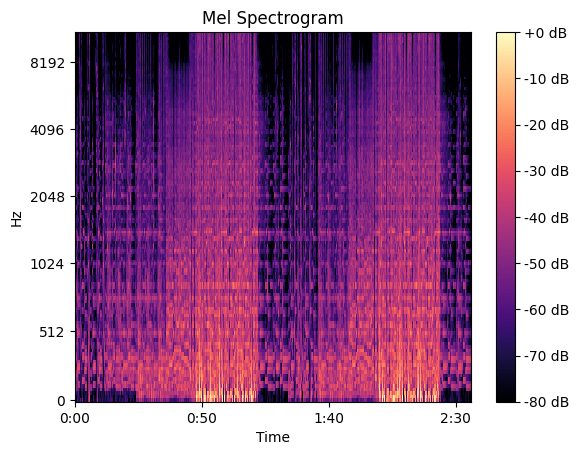 Mel Spectrogram
8192
4096
2048
1024
512
0
Hz
0:00
0:50
1:40
2:30
Time
+0 dB
-10 dB
-20 dB
-30 dB
-40 dB
-50 dB
-60 dB
-70 dB
-80 dB